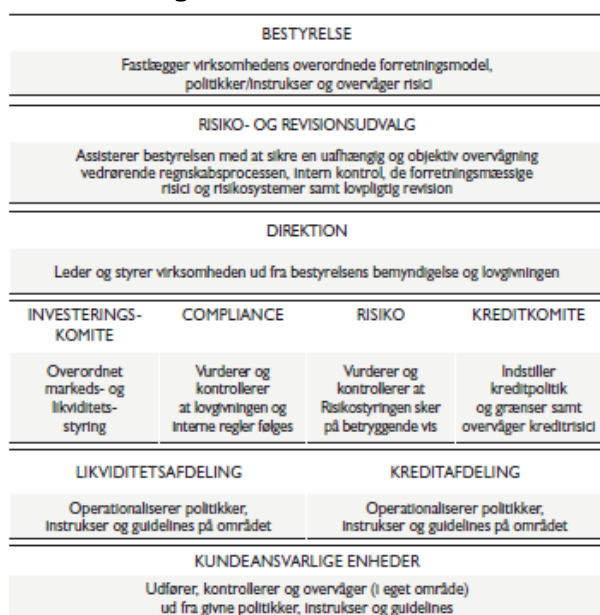 BESTYRELSE
Fastlægger virksomhedens overordnede forretningsmodel,
politikker/instrukser og overvåger risici
RISIKO- OG REVISIONSUDVALG
Assisterer bestyrelsen med at sikre en uafhængig og objektiv overvågning
vedrørende regnskabsprocessen, intern kontrol, de forretningsmæssige
risici og risikosystemer samt lovpligtig revision
DIREKTION
Leder og styrer virksomheden ud fra bestyrelsens bemyndigelse og lovgivningen
INVESTERINGS-
KOMITE
Overordnet
markeds- og
likviditets-
styring
COMPLIANCE
Vurderer og
kontrollerer
at lovgivningen og
interne regler følges
RISIKO
Vurderer og
kontrollerer at
Risikostyringen sker
på betryggende vis
KREDITKOMITE
Indstiller
kreditpolitik
og grænser samt
overvåger kreditrisici
LIKVIDITETSAFDELING
Operationaliserer politikker,
instrukser og guidelines på området
KREDITAFDELING
Operationaliserer politikker,
instrukser og guidelines på området
KUNDEANSVARLIGE ENHEDER
Udfører, kontrollerer og overvåger (i eget område)
ud fra givne politikker, instrukser og guidelines